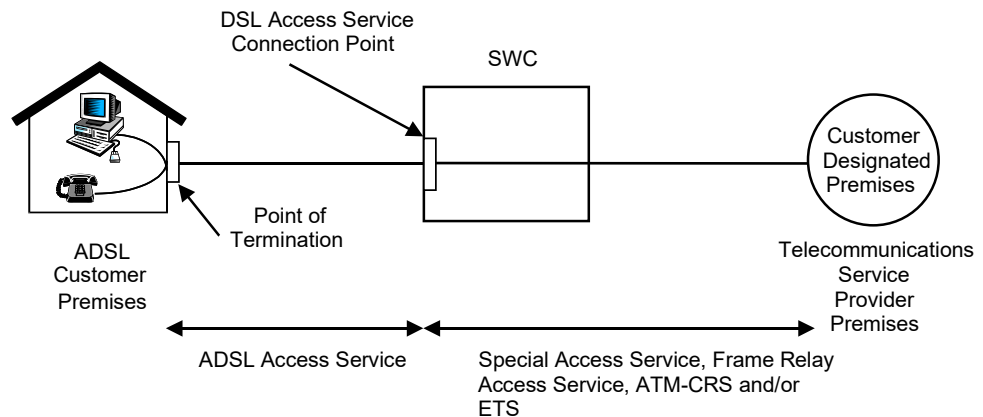 DSL Access Service
Connection Point
SWC
Customer
Designated
Premises
Point of
Termination
ADSL
Customer
Premises
Telecommunications
Service
Provider
Premises
ADSL Access Service
Special Access Service, Frame Relay
Access Service, ATM-CRS and/or
ETS